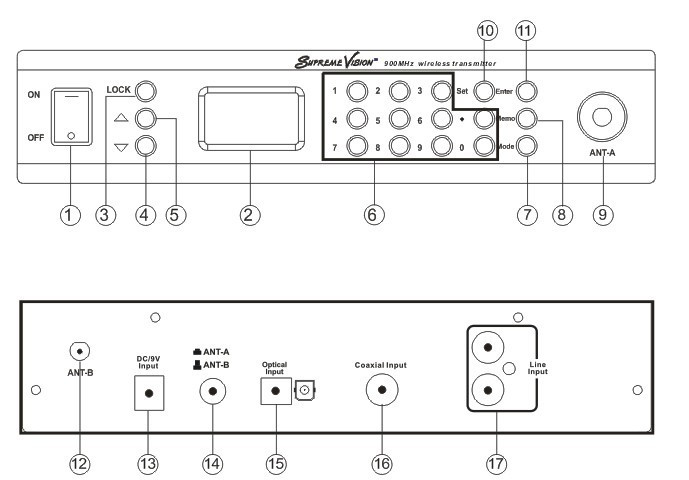 10 11
SUPREME VISION™ 900MHz wireless transmitter
ON
OFF
LOCK
1 2 3 Set Enter
4 5 6 • Memo
7 8 9 0 Mode
ANT-A
1 3 4 5 2 6 7 8 9
ANT-B
DC/9V
Input
ANT-A
ANT-B
Optical
Input
Coaxial Input
Line
Input
12 13 14 15 16 17